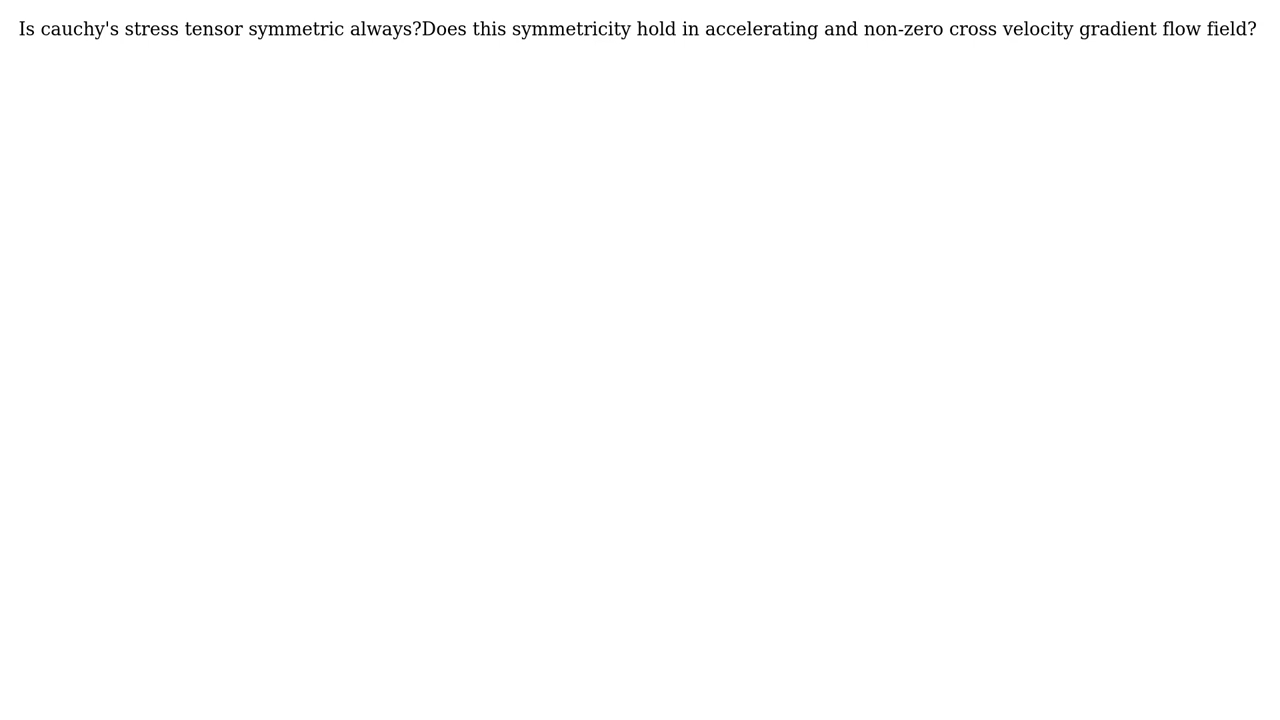 Is cauchy's stress tensor symmetric always?Does this symmetricity hold in accelerating and non-zero cross velocity gradient flow field?